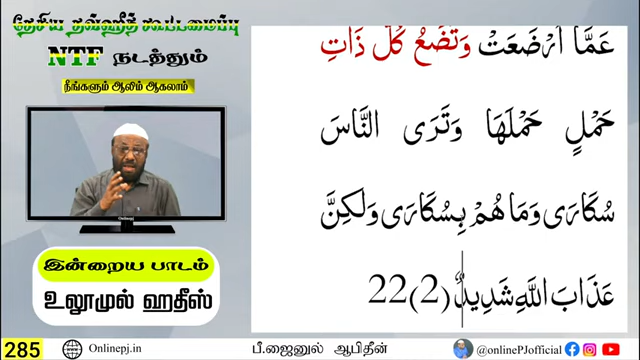 தேசிய தவ்ஹீத் கூட்டமைப்பு
NTF நடத்தும்
நீங்களும் ஆலிம் ஆகலாம்
Onlinepj
இன்றைய பாடம்
உலூமுல் ஹதீஸ்
عَمَّا أَرْضَعَتْ وَتَضَعُ كُلُّ ذَاتِ
حَمْلٍ حَمْلَهَا وَتَرَى النَّاسَ
سُكَارَى وَمَا هُمْ بِسُكَارَى وَلَكِنَّ
عَذَابَ اللَّهِ شَدِيدٌ (2) 22
285
Onlinepj.in
பீ.ஜைனுல் ஆபிதீன்
@onlinePJofficial